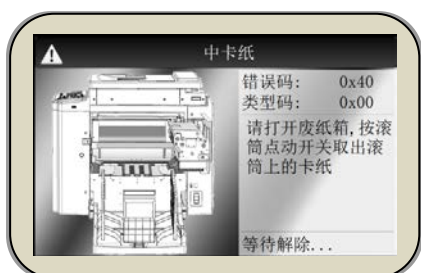 中卡纸
错误码: 0x40
类型码: 0x00
请打开废纸箱,按滚
筒点动开关取出滚
筒上的卡纸
等待解除...